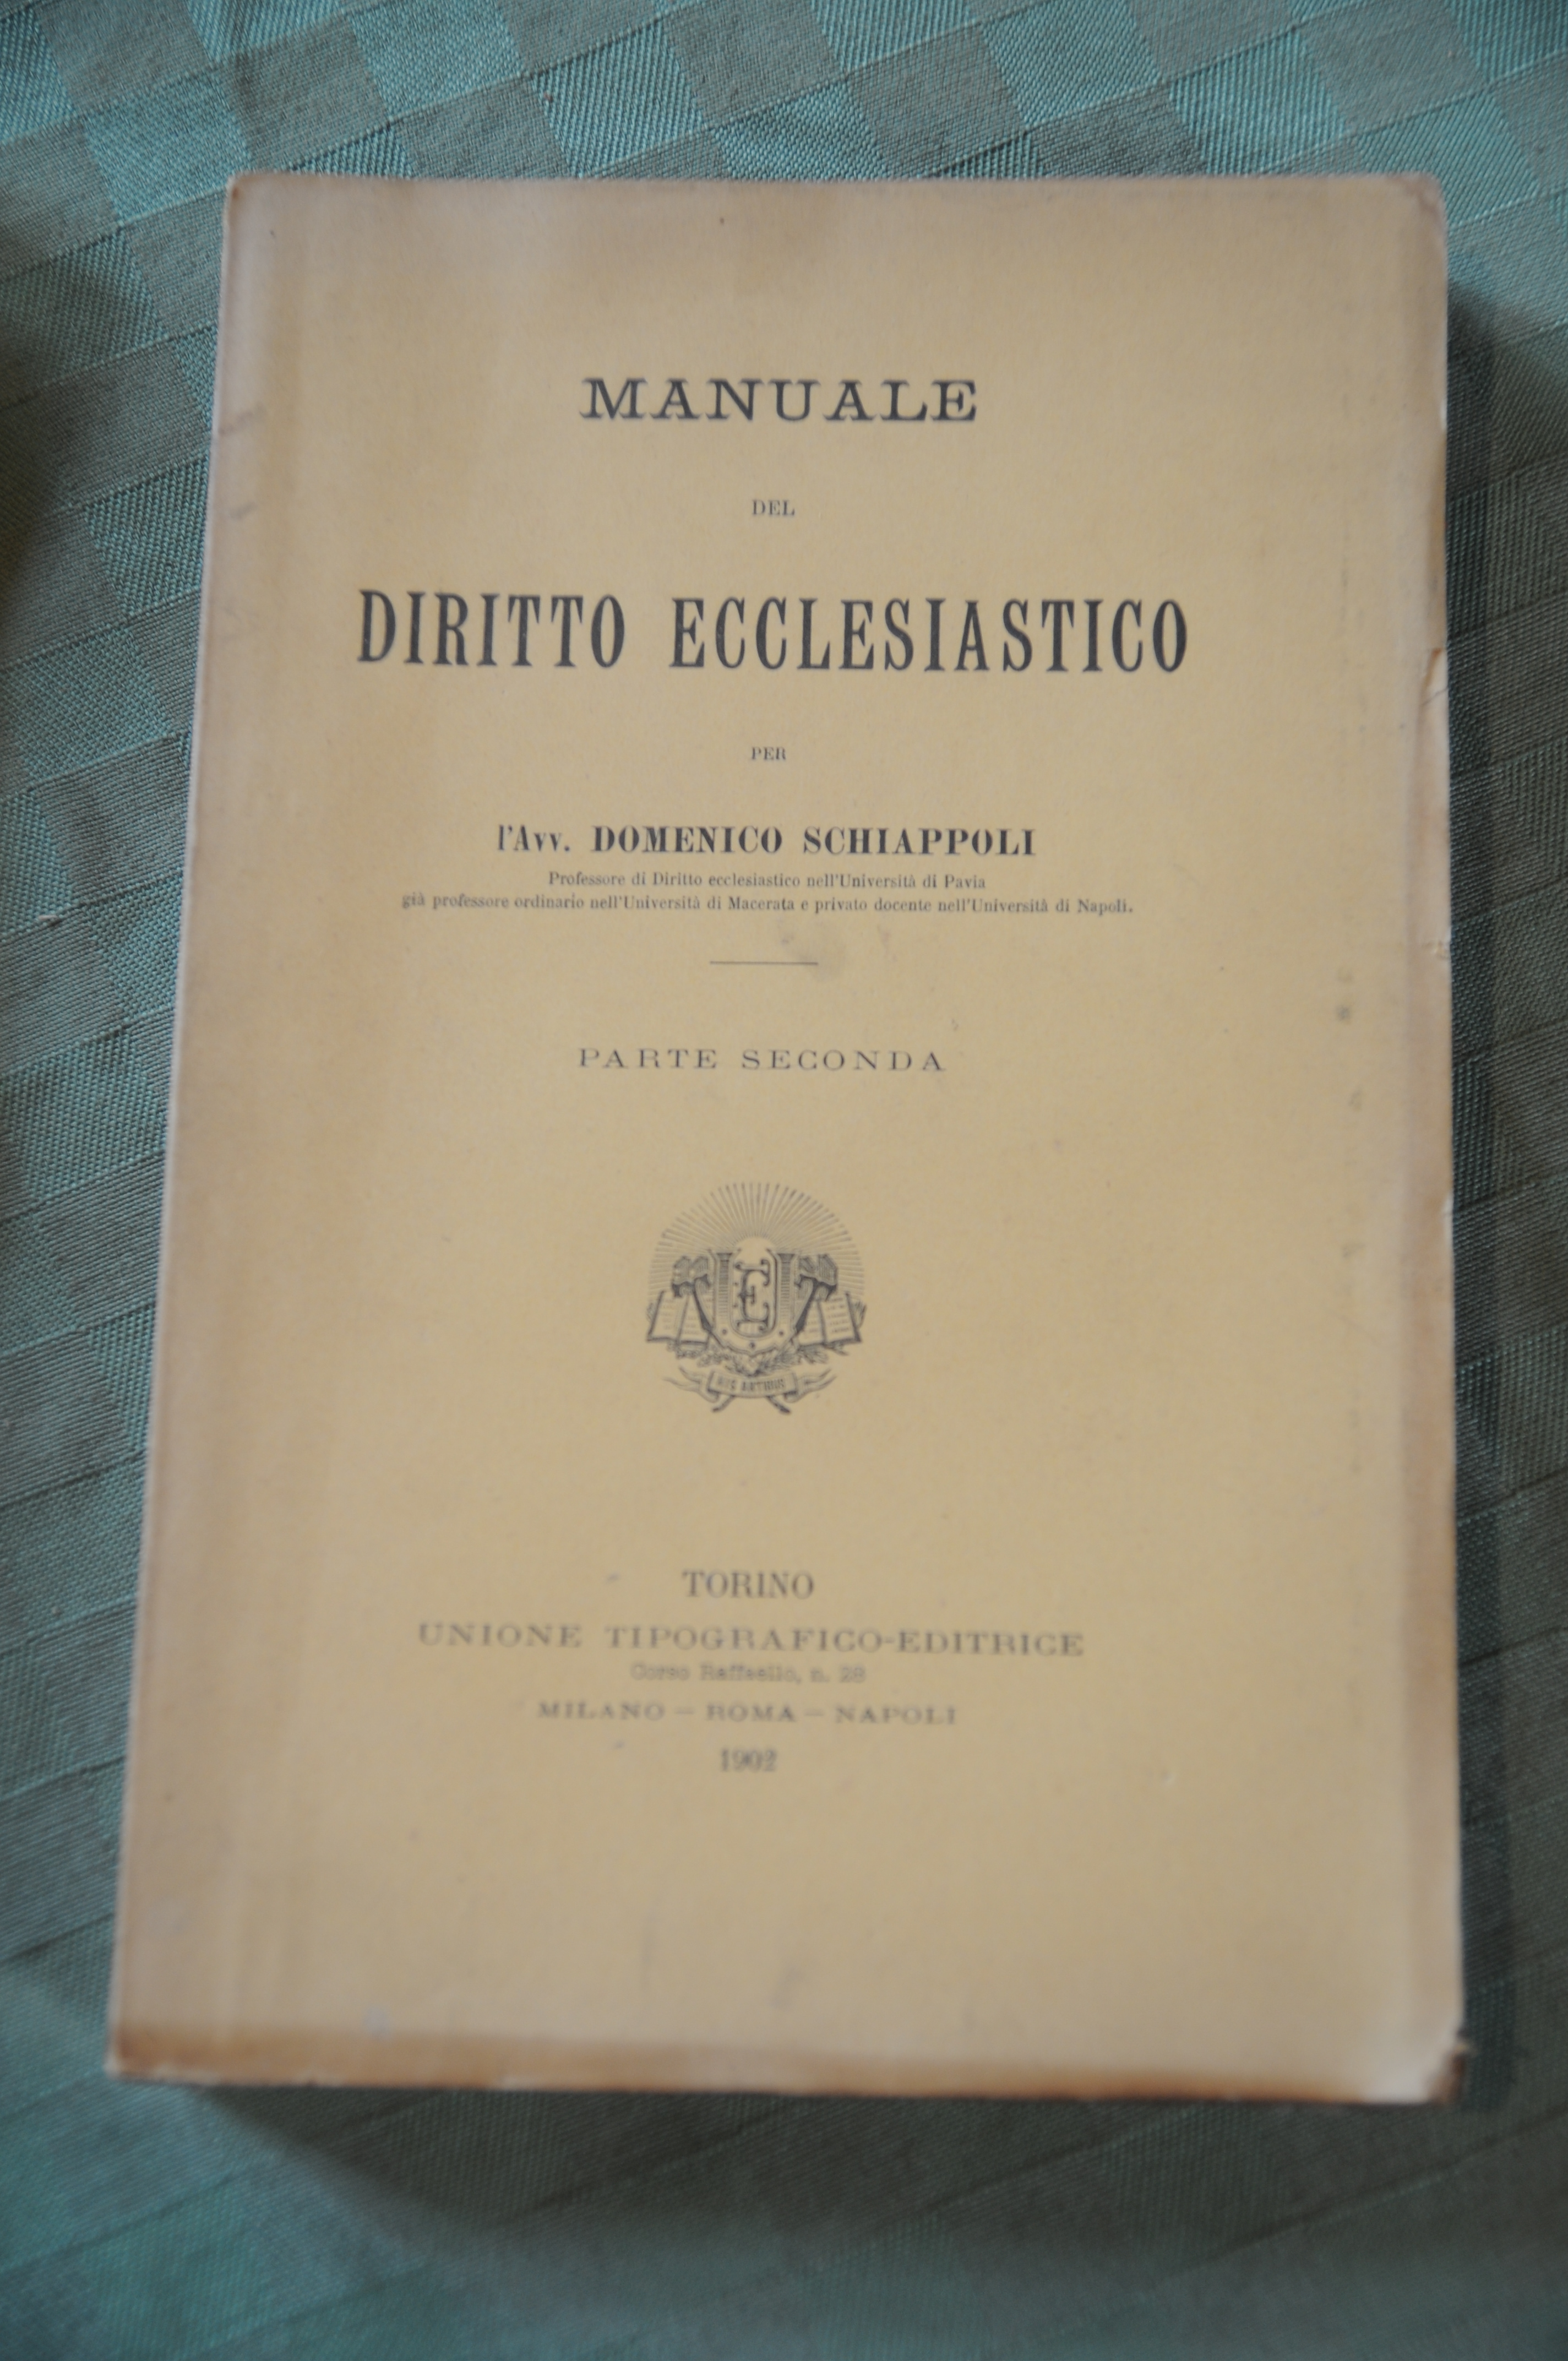 MANUALE
DEL
DIRITTO ECCLESIASTICO
PER
l'Avv. DOMENICO SCHIAPPOLI
Professore di Diritto ecclesiastico nell'Università di Pavia
già professore ordinario nell'Università di Macerata e privato docente nell'Università di Napoli.
PARTE SECONDA
TORINO
UNIONE TIPOGRAFICO-EDITRICE
Corso Raffaello, n. 28
MILANO — ROMA — NAPOLI
1902